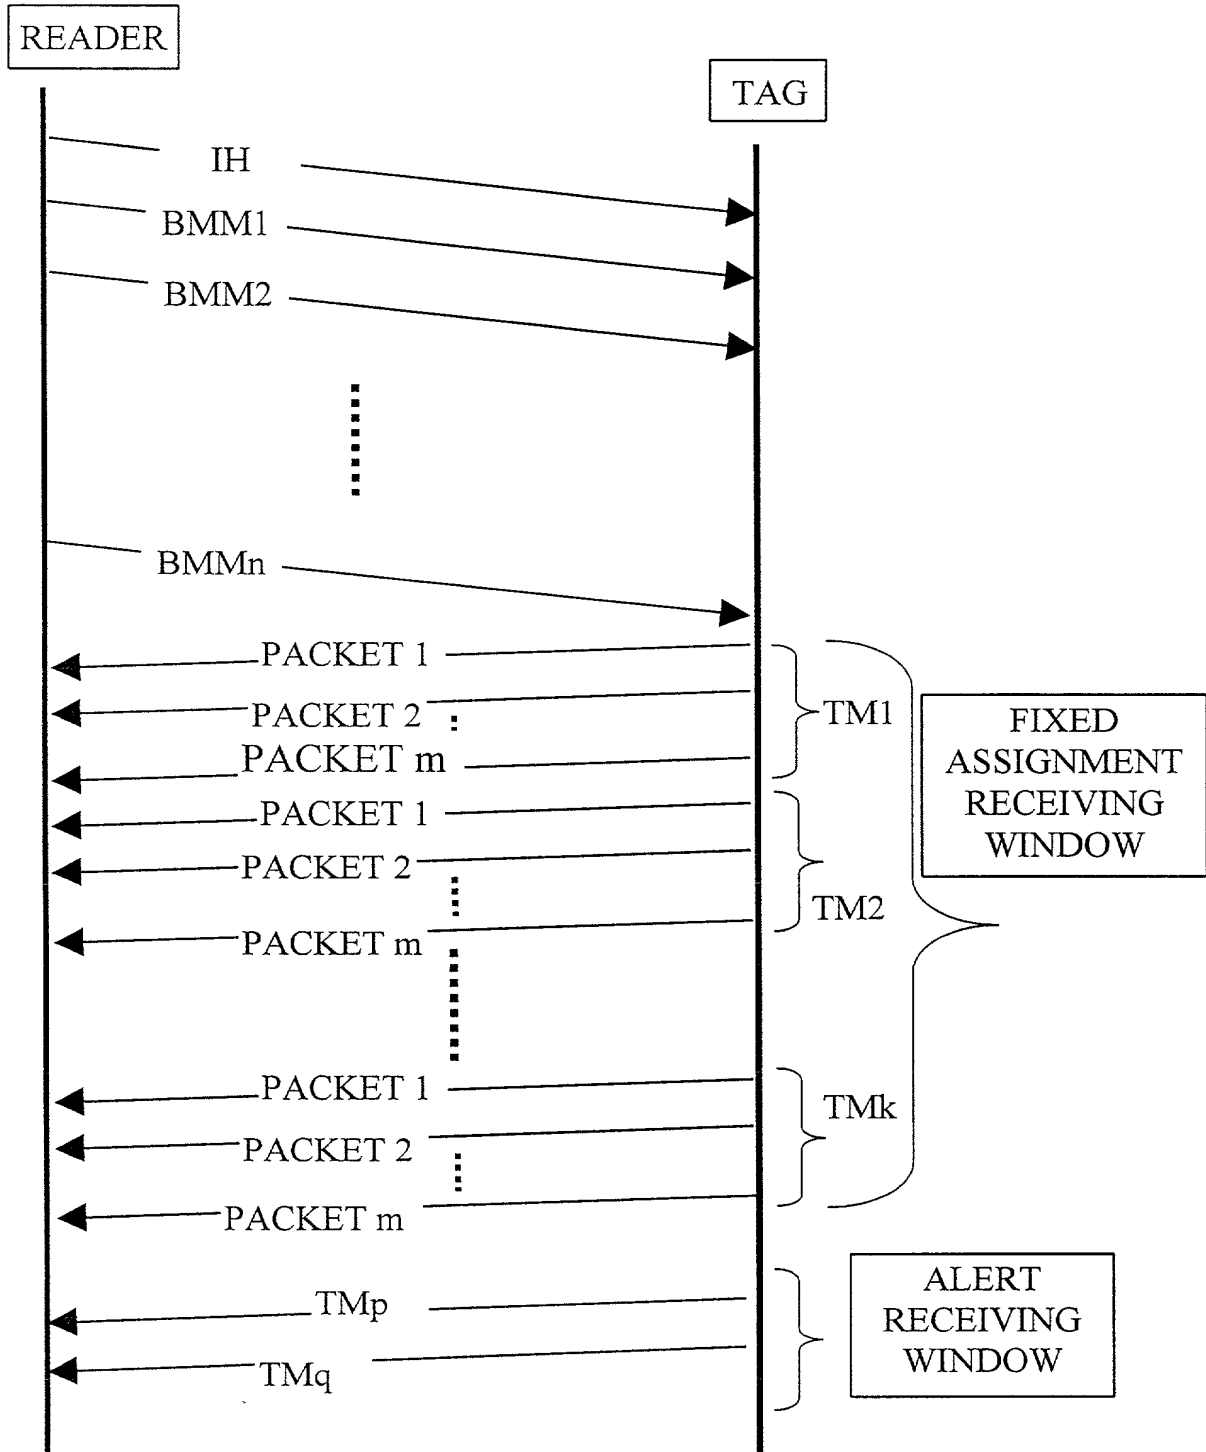 READER
TAG
IH
BMM1
BMM2
BMMn
PACKET 1
PACKET 2
TM1
PACKET m
PACKET 1
PACKET 2
TM2
PACKET m
FIXED
ASSIGNMENT
RECEIVING
WINDOW
PACKET 1
TMk
PACKET 2
PACKET m
TMp
TMq
ALERT
RECEIVING
WINDOW